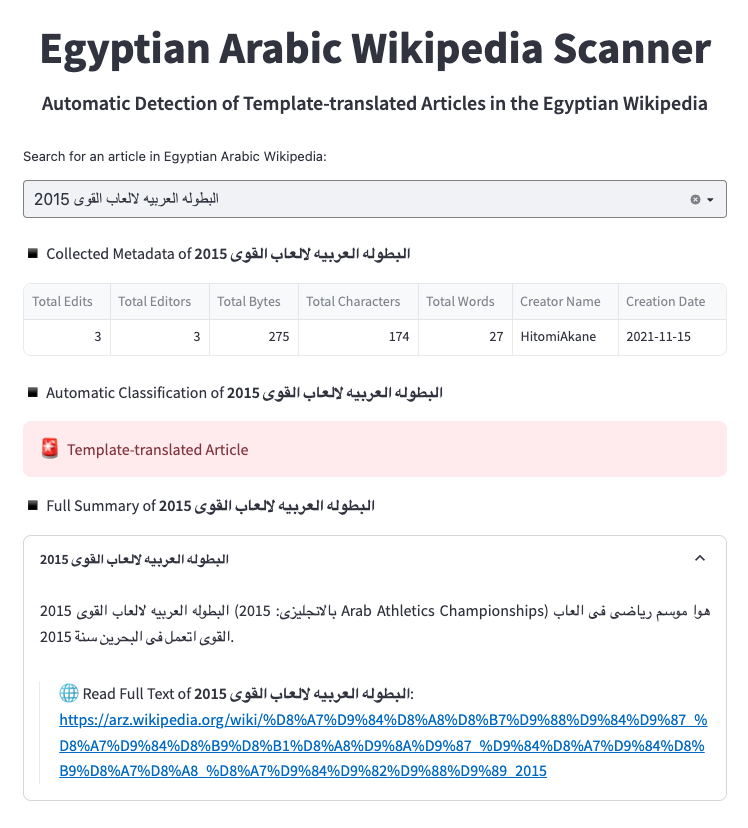 Egyptian Arabic Wikipedia Scanner
Automatic Detection of Template-translated Articles in the Egyptian Wikipedia
Search for an article in Egyptian Arabic Wikipedia:
البطوله العربيه لالعاب القوى 2015
Collected Metadata of البطوله العربيه لالعاب القوى 2015
Total Edits Total Editors Total Bytes Total Characters Total Words Creator Name Creation Date
3 3 275 174 27 HitomiAkane 2021-11-15
Automatic Classification of البطوله العربيه لالعاب القوى 2015
Template-translated Article
Full Summary of البطوله العربيه لالعاب القوى 2015
البطوله العربيه لالعاب القوى 2015
البطوله العربيه لالعاب القوى 2015 (بالانجليزى: 2015 Arab Athletics Championships) هوا موسم رياضى فى العاب
القوى اتعمل فى البحرين سنة 2015.
🌐 Read Full Text of البطوله العربيه لالعاب القوى 2015:
https://arz.wikipedia.org/wiki/%D8%A7%D9%84%D8%A8%D8%B7%D9%88%D9%84%D9%87_%
D8%A7%D9%84%D8%B9%D8%B1%D8%A8%D9%8A%D9%87_%D9%84%D8%A7%D9%84%D8%
B9%D8%A7%D8%A8_%D8%A7%D9%84%D9%82%D9%88%D9%89_2015